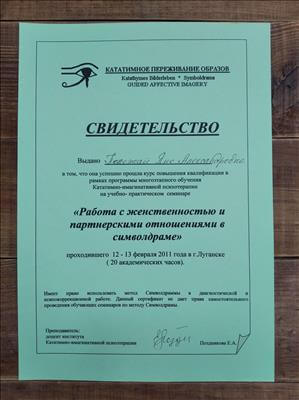 КАТАТИМНОЕ ПЕРЕЖИВАНИЕ ОБРАЗОВ
Katathymes Bilderleben * Symboldrama
GUIDED AFFECTIVE IMAGERY
СВИДЕТЕЛЬСТВО
Выдано
в том, что она успешно прошла курс повышения квалификации в
рамках программы многоэтапного обучения
Кататимно-имагинативной психотерапии
на учебно- практическом семинаре
«Работа с женственностью и
партнерскими отношениями в
символдраме»
проходившего 12 - 13 февраля 2011 года в г.Луганске
( 20 академических часов).
Имеет право использовать метод Символдрамы в диагностической и
психокоррекционной работе. Данный сертификат не дает права самостоятельного
проведения обучающих семинаров по методу Символдрамы.
Преподаватель:
доцент института
Кататимно-имагинативной психотерапии Поздникова Е.А.